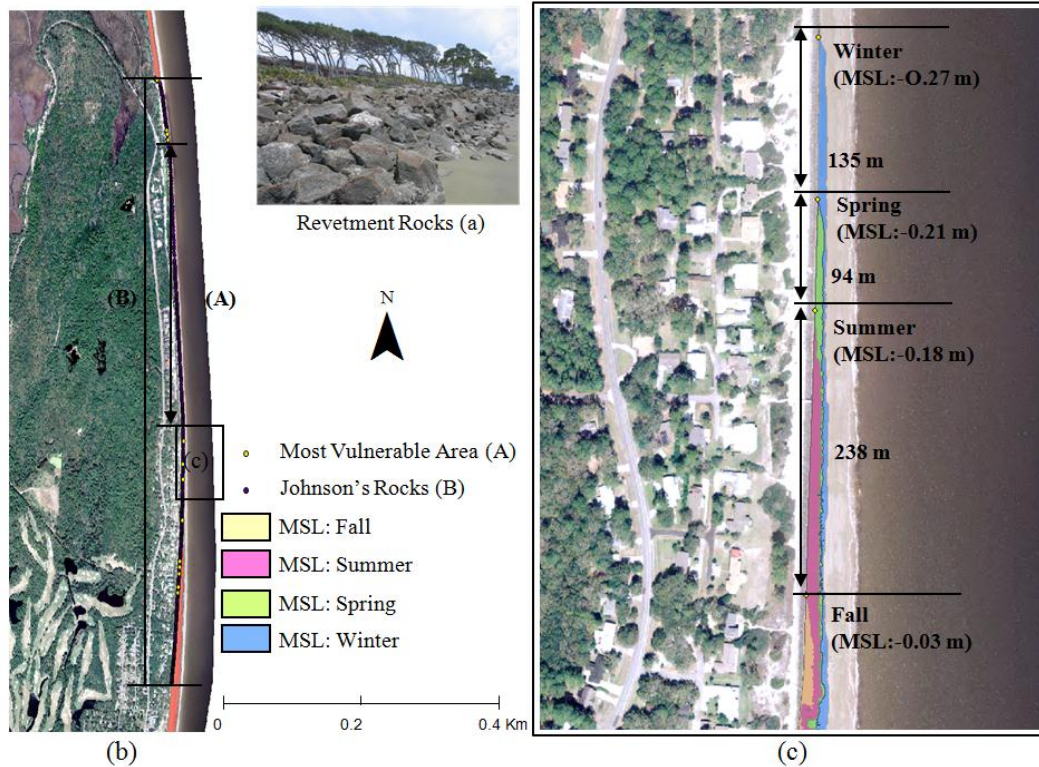 Revetment Rocks (a)
(B)
(A)
N
(c)
Most Vulnerable Area (A)
Johnson's Rocks (B)
MSL: Fall
MSL: Summer
MSL: Spring
MSL: Winter
0 0.2 0.4 Km
(b)
Winter
(MSL:-O.27 m)
135 m
Spring
(MSL:-0.21 m)
94 m
Summer
(MSL:-0.18 m)
238 m
Fall
(MSL:-0.03 m)
(c)